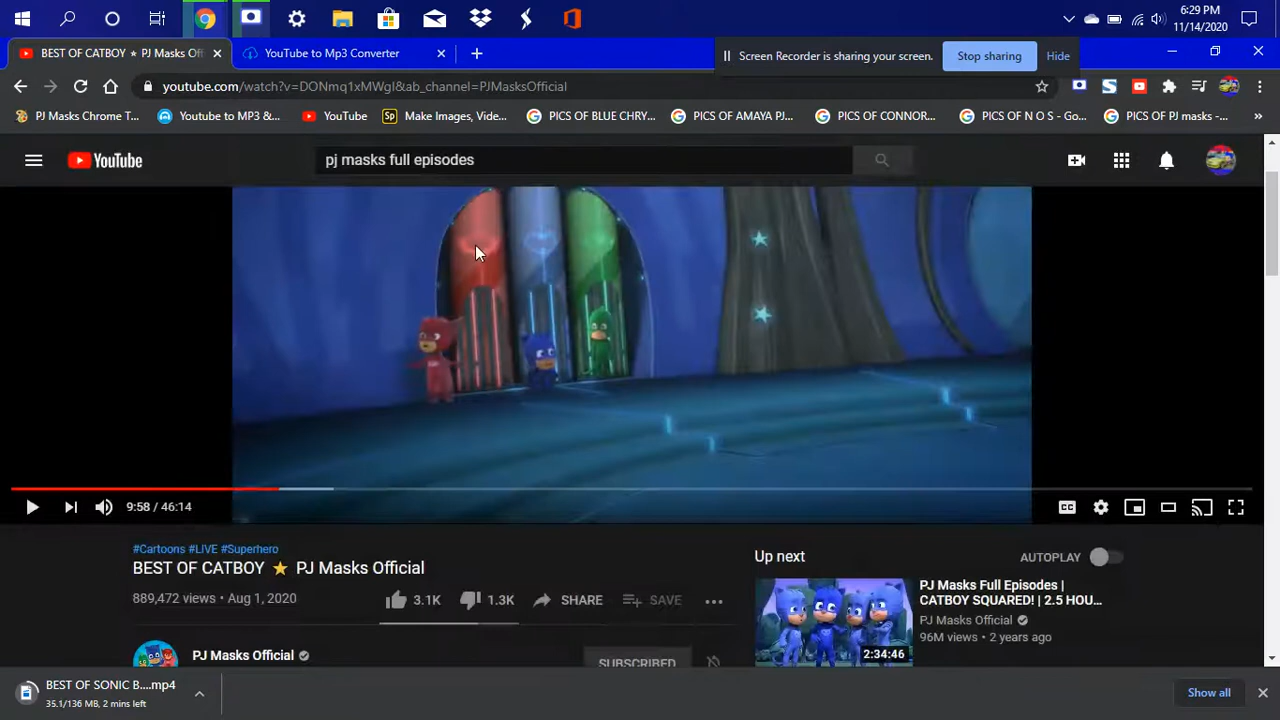 6:29 PM
11/14/2020
BEST OF CATBOY ★ PJ Masks Off
YouTube to Mp3 Converter
Screen Recorder is sharing your screen.
Stop sharing
Hide
youtube.com/watch?v=DONmq1xMWgI&ab_channel=PJMasksOfficial
PJ Masks Chrome T...
Youtube to MP3 &...
YouTube
Sp
Make Images, Vide...
PICS OF BLUE CHRY...
PICS OF AMAYA PJ...
PICS OF CONNOR...
PICS OF N O S - Go...
PICS OF PJ masks -...
YouTube
pj masks full episodes
9:58 / 46:14
CC
#Cartoons #LIVE #Superhero
BEST OF CATBOY ⭐ PJ Masks Official
889,472 views • Aug 1, 2020
3.1K
1.3K
SHARE
SAVE
PJ Masks Official
SUBSCRIBED
Up next
AUTOPLAY
PJ Masks Full Episodes |
CATBOY SQUARED! | 2.5 HOU...
PJ Masks Official
96M views • 2 years ago
2:34:46
BEST OF SONIC B....mp4
35.1/136 MB, 2 mins left
Show all